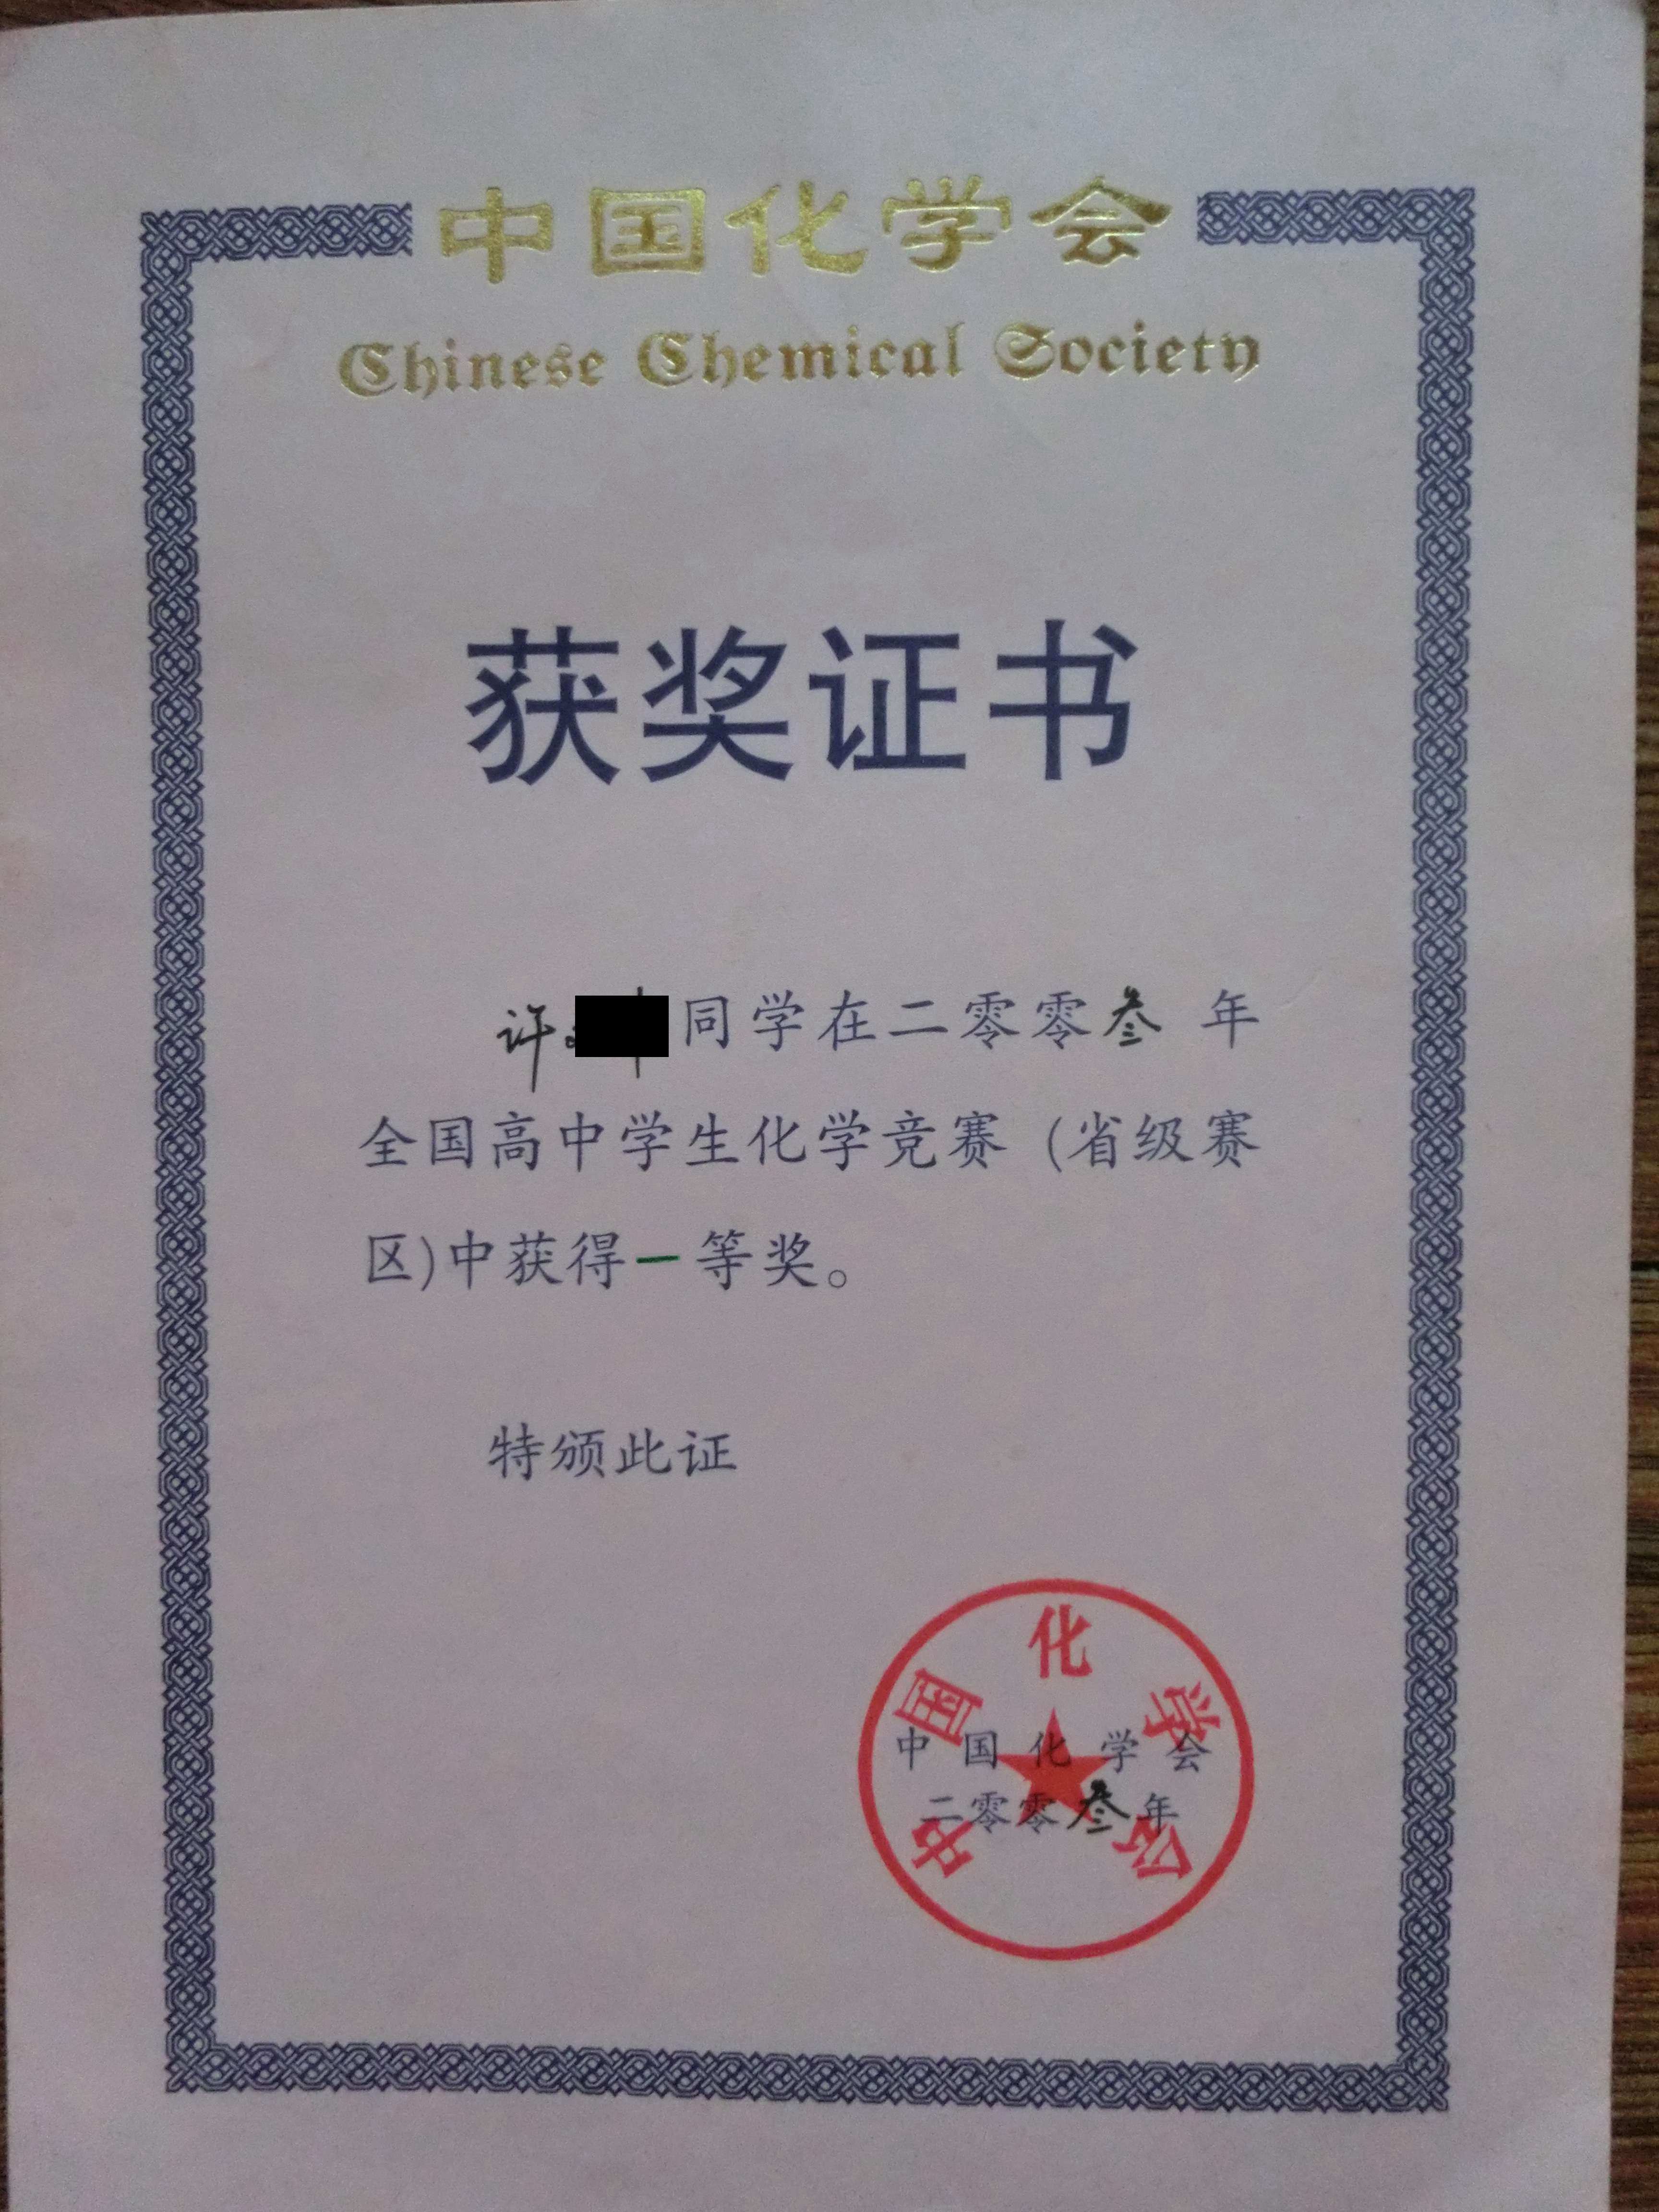 中国化学会
Chinese Chemical Society
获奖证书
许 同学在二零零叁年
全国高中学生化学竞赛(省级赛
区)中获得一等奖。
特颁此证
中国化学会
中国化学会
二零零叁年